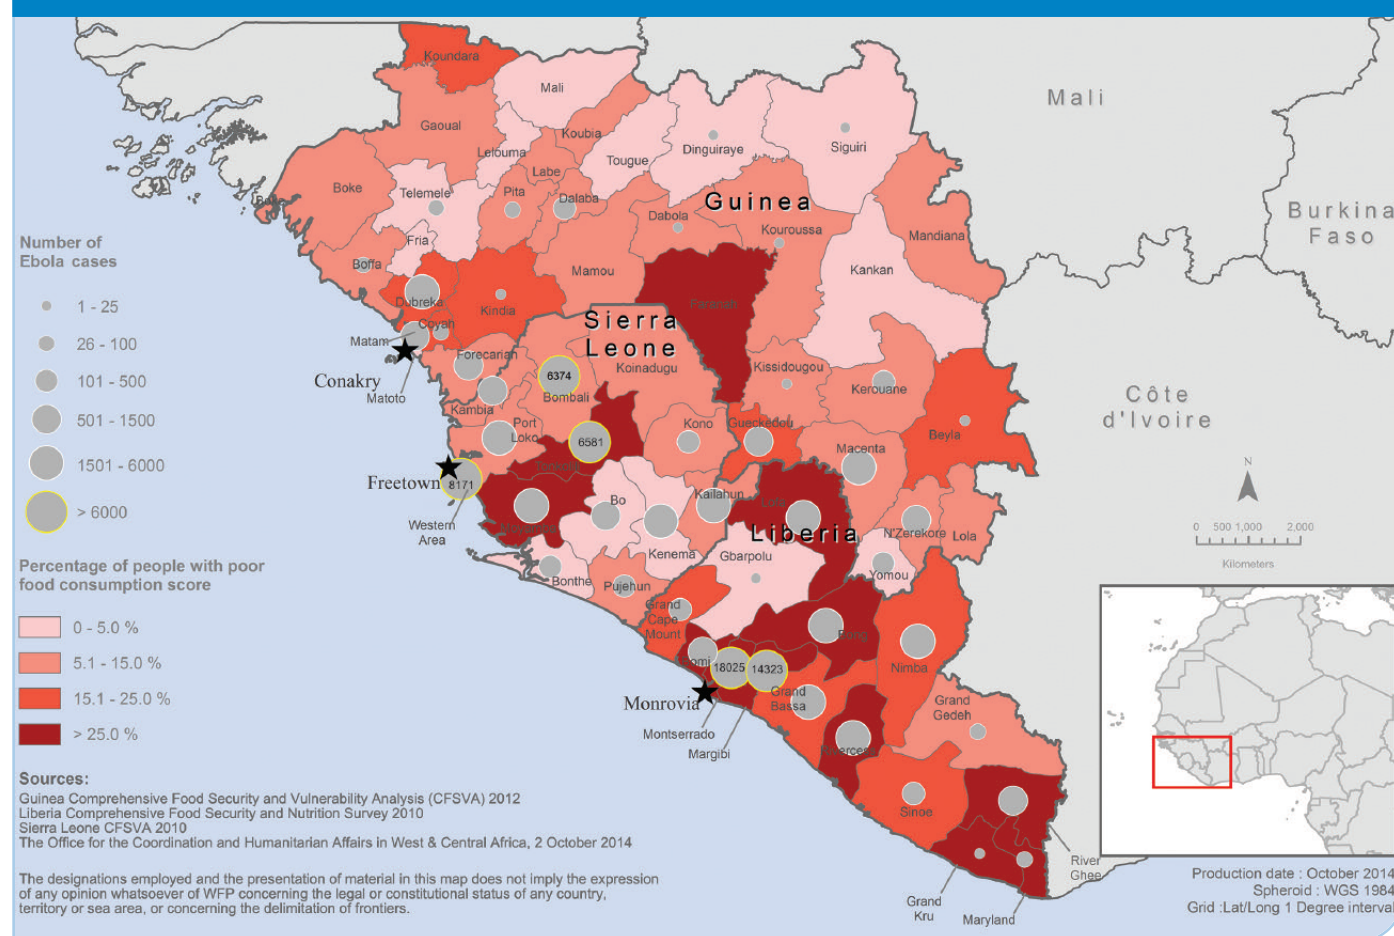 Koundara
Mali
Gaoual
Koubia
Lelouma
Tougue
Dinguiraye
Siguiri
Mali
Labe
Boke
Telemele
Pita
Dalaba
Dabola
Guinea
Kouroussa
Mandiana
Burkina
Faso
Fria
Boffa
Mamou
Kankan
Number of
Ebola cases
1 - 25
26 - 100
101 - 500
501 - 1500
1501 - 6000
> 6000
Dubreka
Kindia
Faranah
Coyah
Matam
Conakry
Matoto
Forecariah
Sierra
Leone
Koinadugu
6374
Bombali
Kissidougou
Kerouane
Côte
d'Ivoire
Kambia
Port
Loko
Kono
Gueckedou
Beyla
6581
Tonkolili
Macenta
Freetown
8171
Western
Area
Moyamba
Bo
Kailahun
Lofa
Liberia
N'Zerekore
Lola
Kenema
Gbarpolu
Yomou
Bonthe
Pujehun
Grand
Cape
Mount
Bong
Nimba
18025
14323
Monrovia
Grand
Bassa
Montserrado
Margibi
Grand
Gedeh
Rivercess
Sinoe
River
Ghee
Grand
Kru
Maryland
N
0 500 1,000 2,000
Kilometers
Percentage of people with poor
food consumption score
0 - 5.0 %
5.1 - 15.0 %
15.1 - 25.0 %
> 25.0 %
Sources:
Guinea Comprehensive Food Security and Vulnerability Analysis (CFSVA) 2012
Liberia Comprehensive Food Security and Nutrition Survey 2010
Sierra Leone CFSVA 2010
The Office for the Coordination and Humanitarian Affairs in West & Central Africa, 2 October 2014
The designations employed and the presentation of material in this map does not imply the expression
of any opinion whatsoever of WFP concerning the legal or constitutional status of any country,
territory or sea area, or concerning the delimitation of frontiers.
Production date : October 2014
Spheroid : WGS 1984
Grid :Lat/Long 1 Degree interval